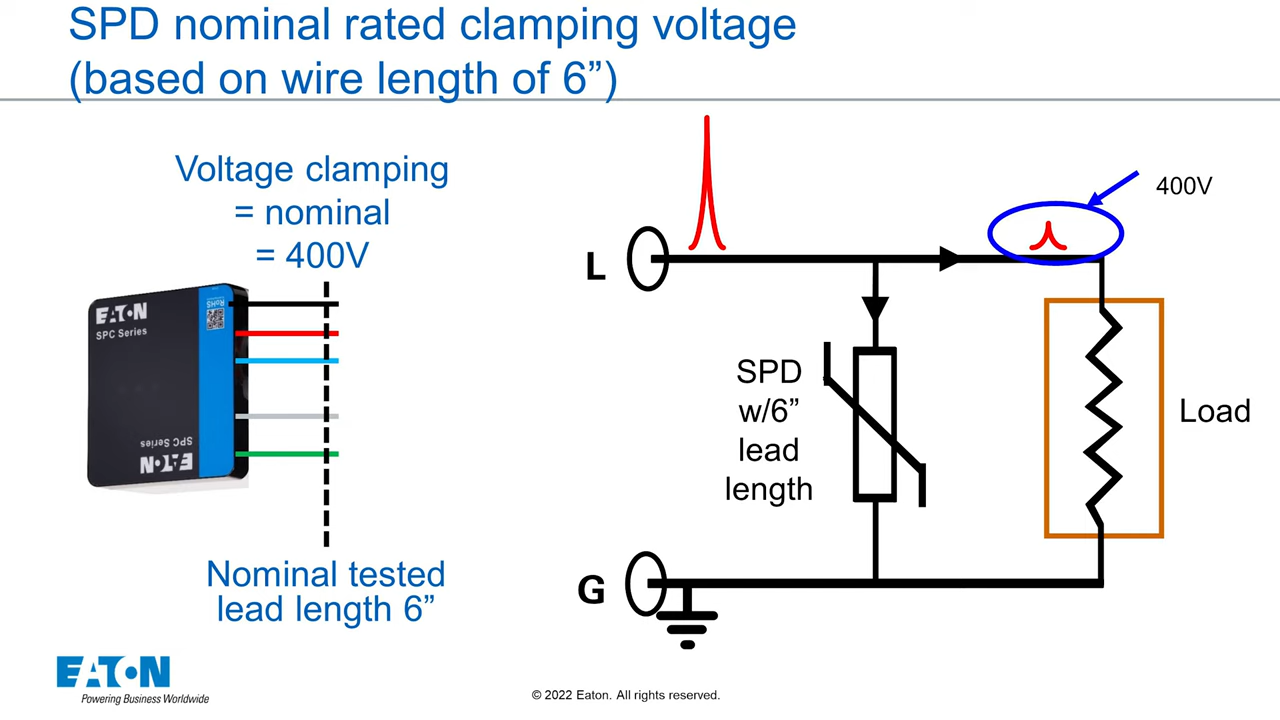 SPD nominal rated clamping voltage
(based on wire length of 6”)
Voltage clamping
= nominal
= 400V
EATON
SPC Series
RoHS
SPC Series
EATON
Nominal tested
lead length 6”
400V
L
SPD
w/6”
lead
length
Load
G
EATON
Powering Business Worldwide
© 2022 Eaton. All rights reserved.